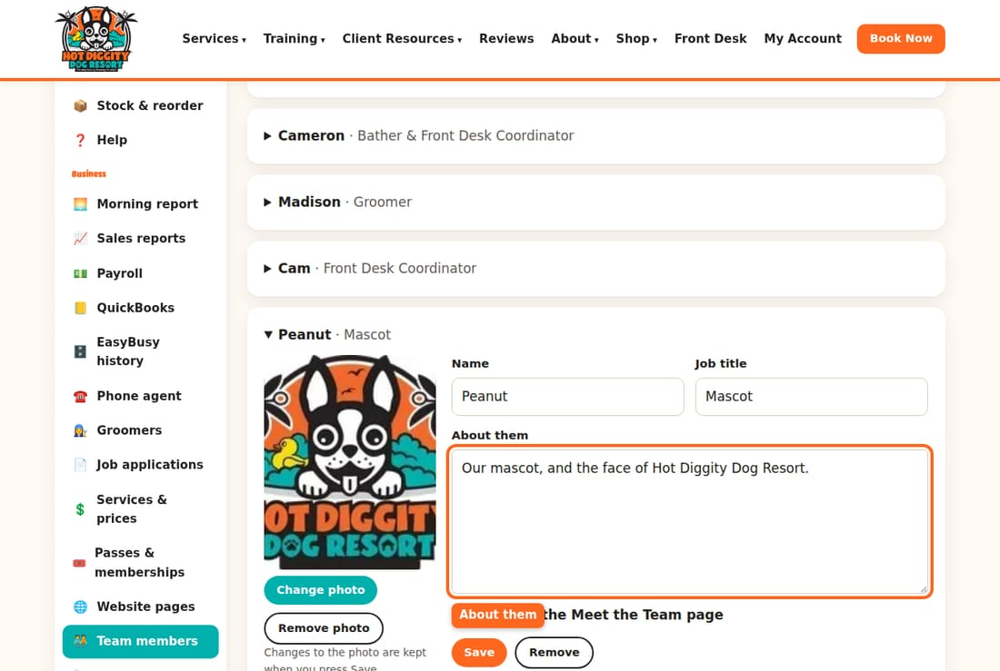 HOT DIGGITY
DOG RESORT
Services ▾
Training ▾
Client Resources ▾
Reviews
About ▾
Shop ▾
Front Desk
My Account
Book Now
Stock & reorder
Help
Business
Morning report
Sales reports
Payroll
QuickBooks
EasyBusy
history
Phone agent
Groomers
Job applications
Services &
prices
Passes &
memberships
Website pages
Team members
Cameron · Bather & Front Desk Coordinator
Madison · Groomer
Cam · Front Desk Coordinator
Peanut · Mascot
OT DIGGIT
DOG RESORT
Change photo
Remove photo
Changes to the photo are kept
when you press Save
Name
Job title
Peanut
Mascot
About them
Our mascot, and the face of Hot Diggity Dog Resort.
About them
the Meet the Team page
Save
Remove